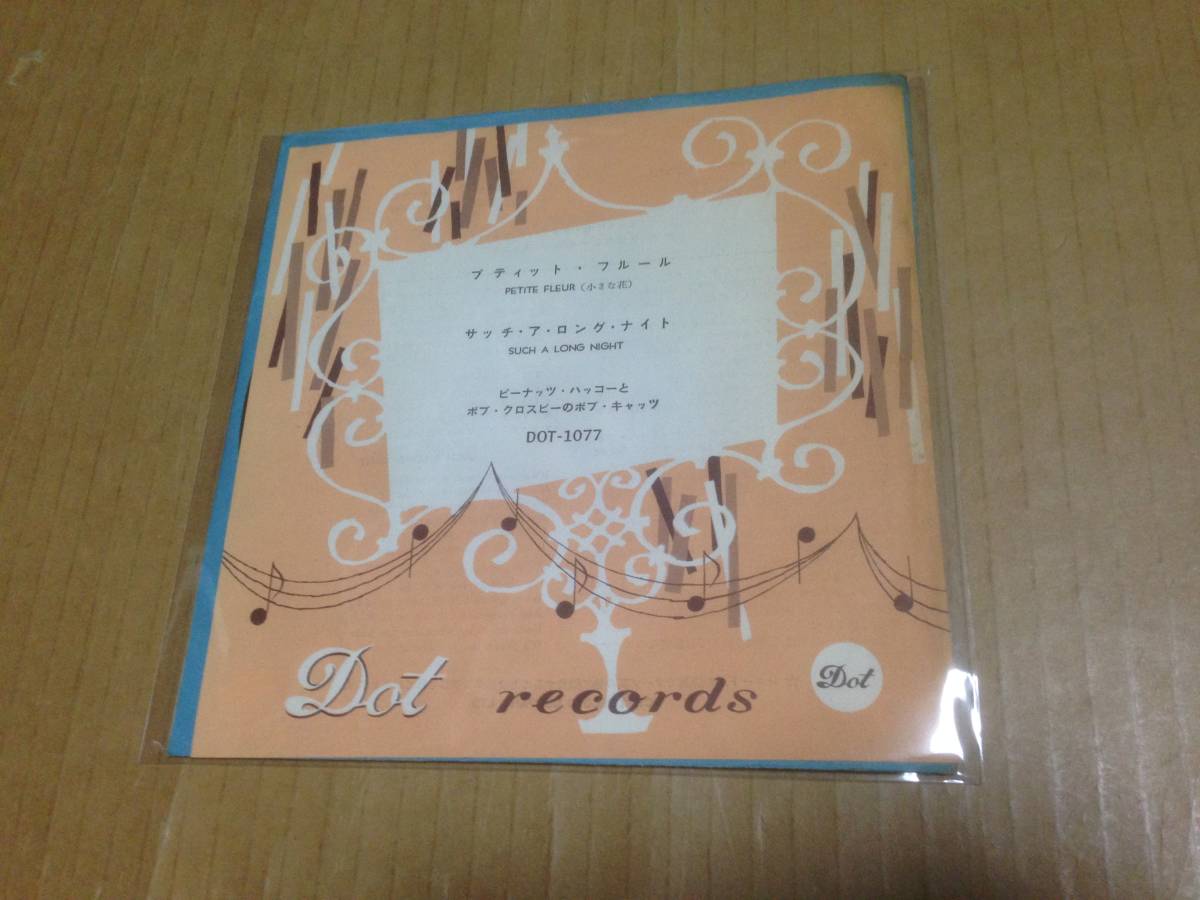 プティット・フルール
PETITE FLEUR (小さな花)
サッチ・ア・ロング・ナイト
SUCH A LONG NIGHT
ピーナッツ・ハッコーと
ボブ・クロスビーのボブ・キャッツ
DOT-1077
Dot records
Dot